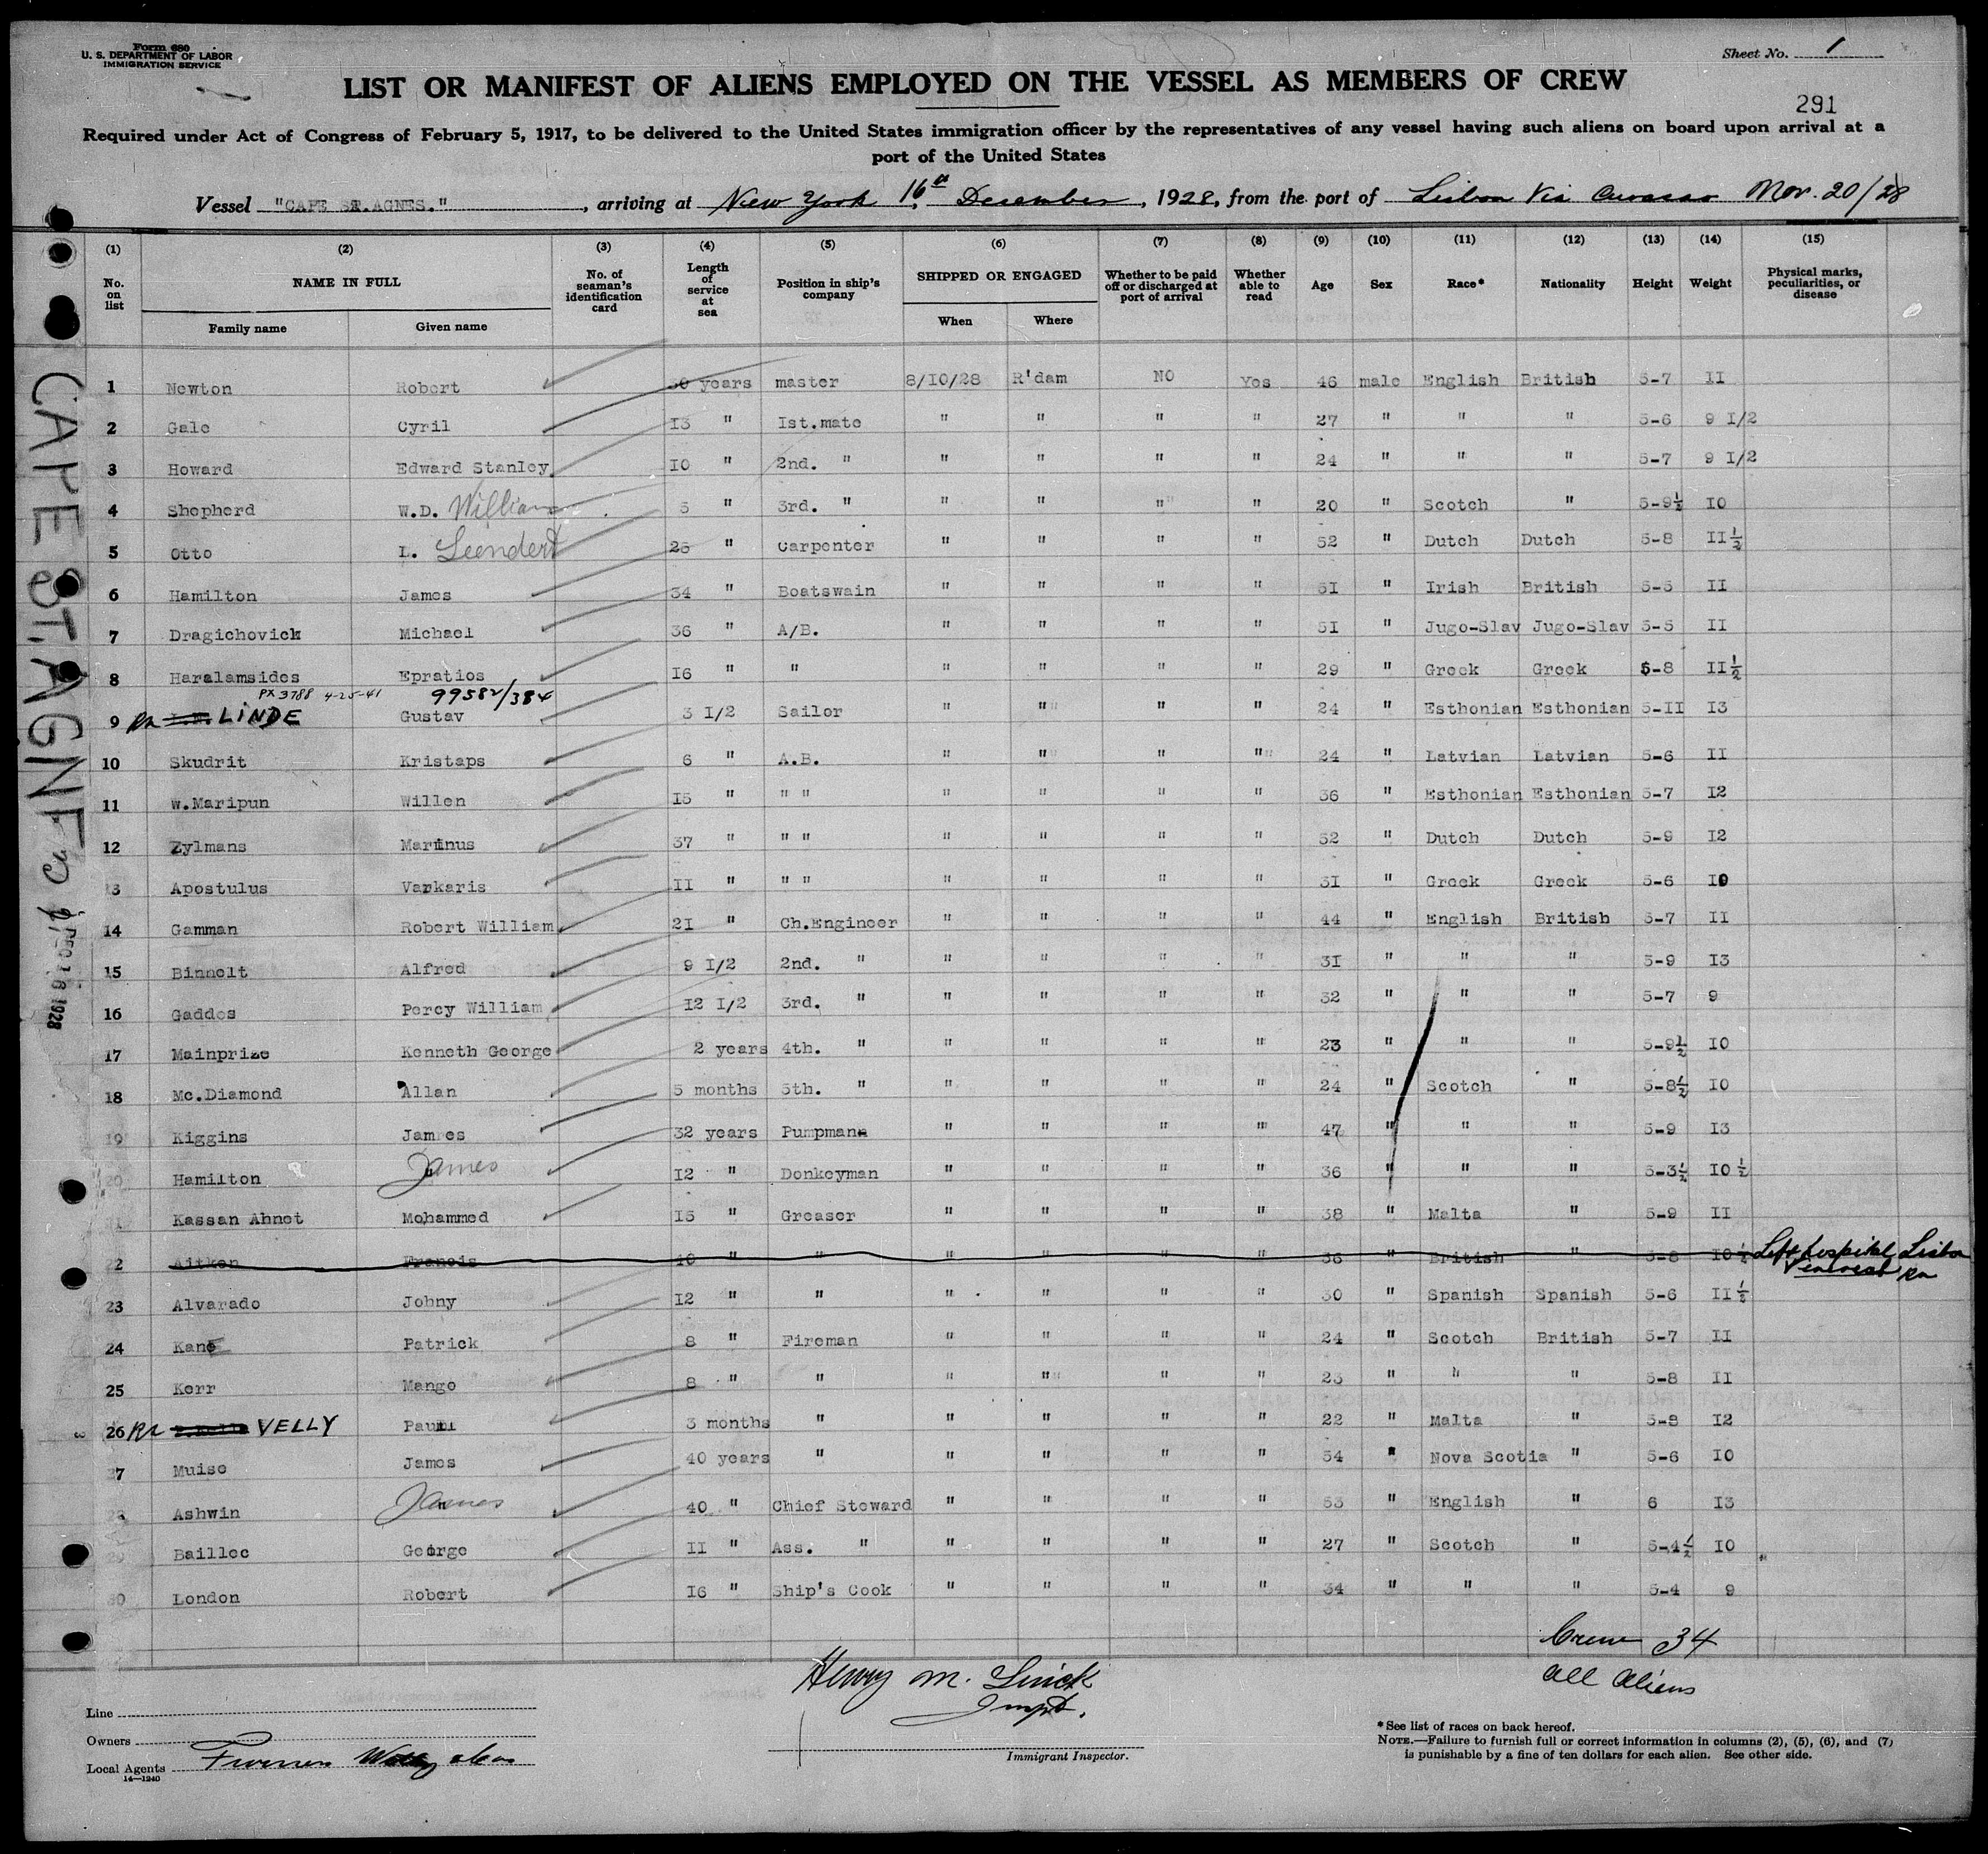 Form 680
U. S. DEPARTMENT OF LABOR
IMMIGRATION SERVICE
Sheet No. 1
LIST OR MANIFEST OF ALIENS EMPLOYED ON THE VESSEL AS MEMBERS OF CREW
291
Required under Act of Congress of February 5, 1917, to be delivered to the United States immigration officer by the representatives of any vessel having such aliens on board upon arrival at a
port of the United States
Vessel "CAPE ST.AGNES.", arriving at New York 16th December, 1928, from the port of Lisbon Via Curacao Nov. 20/28
(1) (2) (3) (4) (5) (6) (7) (8) (9) (10) (11) (12) (13) (14) (15)
No. on list NAME IN FULL No. of seaman's identification card Length of service at sea Position in ship's company SHIPPED OR ENGAGED Whether to be paid off or discharged at port of arrival Whether able to read Age Sex Race* Nationality Height Weight Physical marks, peculiarities, or disease
Family name Given name When Where
1 Newton Robert 30 years master 8/10/28 R'dam NO Yes 46 male English British 5-7 II
2 Gale Cyril I3 " Ist.mate " " " " 27 " " " 5-6 9 I/2
3 Howard Edward Stanley I0 " 2nd. " " " " " 24 " " " 5-7 9 I/2
4 Shepherd W.D. William 5 " 3rd. " " " " " 20 " Scotch " 5-9½ I0
5 Otto L. Leendert 26 " Carpenter " " " " 52 " Dutch Dutch 5-8 II½
6 Hamilton James 34 " Boatswain " " " " 5I " Irish British 5-5 II
7 Dragichovick Michael 36 " A/B. " " " " 5I " Jugo-Slav Jugo-Slav 5-5 II
8 Haralamsides Epratios I6 " " " " " " 29 " Greek Greek 5-8 II½
PX 3788 4-25-41 99582/384
9 LINDE Gustav 3 I/2 Sailor " " " " 24 " Esthonian Esthonian 5-II I3
10 Skudrit Kristaps 6 " A.B. " " " " 24 " Latvian Latvian 5-6 II
11 W.Maripun Willen I5 " " " " " " " 36 " Esthonian Esthonian 5-7 I2
12 Zylmans Marinus 37 " " " " " " " 52 " Dutch Dutch 5-9 I2
13 Apostulus Varkaris II " " " " " " " 3I " Greek Greek 5-6 I0
14 Gamman Robert William 2I " Ch.Engineer " " " " 44 " English British 5-7 II
15 Binnolt Alfred 9 I/2 2nd. " " " " " 3I " " " 5-9 I3
16 Gaddes Percy William I2 I/2 3rd. " " " " " 32 " " " 5-7 9
17 Mainprize Kenneth George 2 years 4th. " " " " " 23 " " " 5-9½ I0
18 Mc.Diamond Allan 5 months 5th. " " " " " 24 " Scotch " 5-8½ I0
19 Kiggins James 32 years Pumpman " " " " 47 " " " 5-9 I3
20 Hamilton James I2 " Donkeyman " " " " 36 " " " 5-3½ I0½
21 Kassan Ahnet Mohammed I5 " Greaser " " " " 38 " Malta " 5-9 II
22 Aitken Francis I0 " " " " " " 36 " British " 5-8 I0½ Left hospital Lisbon
23 Alvarado Johny I2 " " " " " " 30 " Spanish Spanish 5-6 II½
24 Kane Patrick 8 " Fireman " " " " 24 " Scotch British 5-7 II
25 Kerr Mango 8 " " " " " " 23 " " " 5-8 II
26 VELLY Paul 3 months " " " " " 22 " Malta " 5-8 I2
27 Muise James 40 years " " " " " 54 " Nova Scotia " 5-6 I0
28 Ashwin James 40 " Chief Steward " " " " 53 " English " 6 I3
29 Baillec George II " Ass. " " " " " 27 " Scotch " 5-4½ I0
30 London Robert I6 " Ship's Cook " " " " 34 " " " 5-4 9
CAPE ST. AGNES
DEC 16 1928
Crew 34
All Aliens
Henry M. Linick
Inspt.
Line
Owners
Local Agents
14—1240
Immigrant Inspector.
*See list of races on back hereof.
NOTE.—Failure to furnish full or correct information in columns (2), (5), (6), and (7)
is punishable by a fine of ten dollars for each alien. See other side.